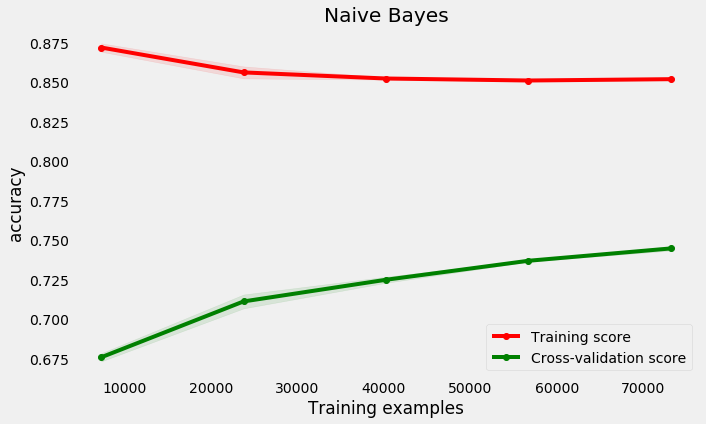 Naive Bayes
accuracy
0.875
0.850
0.825
0.800
0.775
0.750
0.725
0.700
0.675
Training score
Cross-validation score
10000 20000 30000 40000 50000 60000 70000
Training examples